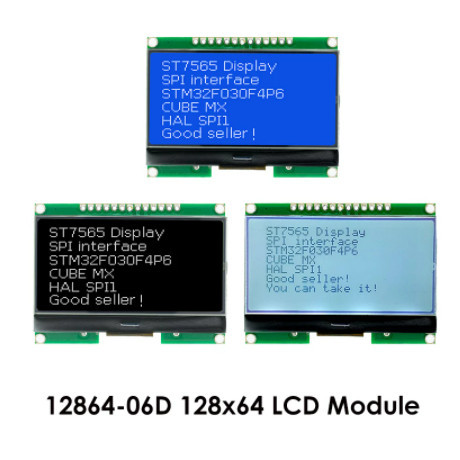 ST7565 Display
SPI interface
STM32F030F4P6
CUBE MX
HAL SPI1
Good seller!
ST7565 Display
SPI interface
STM32F030F4P6
CUBE MX
HAL SPI1
Good seller!
ST7565 Display
SPI interface
STM32F030F4P6
CUBE MX
HAL SPI1
Good seller!
You can take it!
12864-06D 128x64 LCD Module